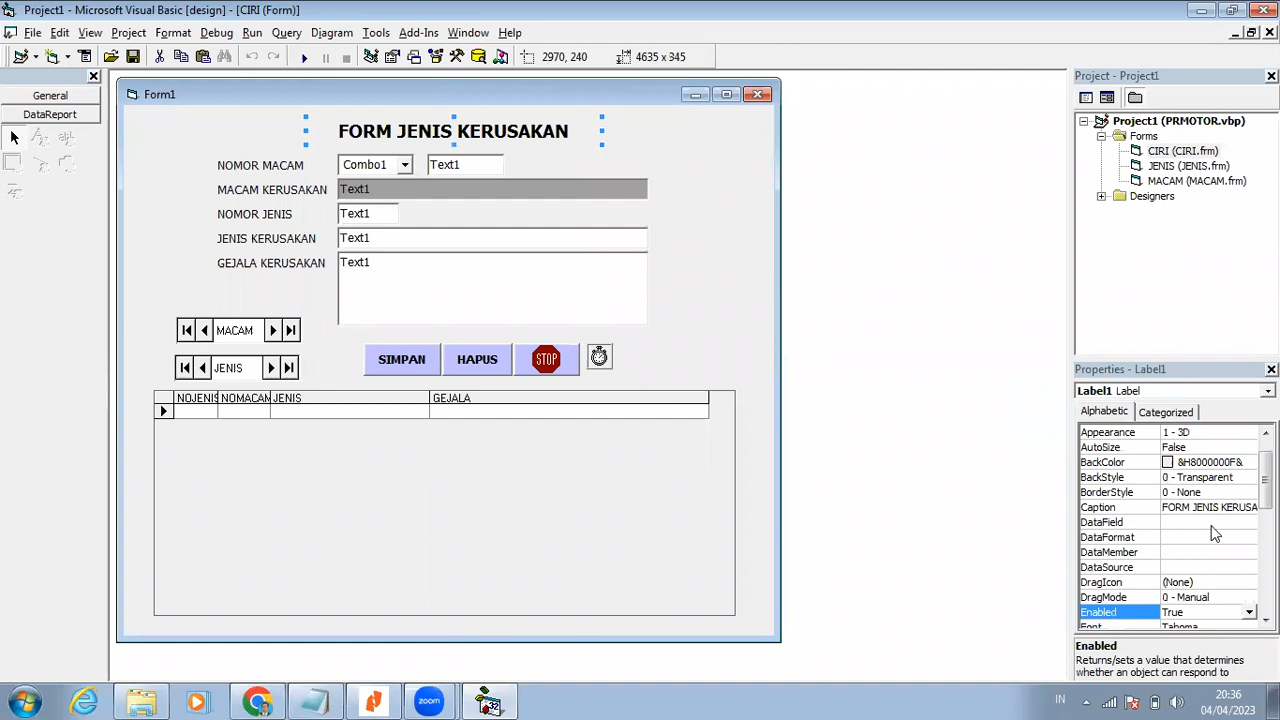 Project1 - Microsoft Visual Basic [design] - [CIRI (Form)]
File Edit View Project Format Debug Run Query Diagram Tools Add-Ins Window Help
2970, 240 4635 x 345
General
DataReport
Form1
FORM JENIS KERUSAKAN
NOMOR MACAM Combo1 Text1
MACAM KERUSAKAN Text1
NOMOR JENIS Text1
JENIS KERUSAKAN Text1
GEJALA KERUSAKAN Text1
MACAM
JENIS
SIMPAN HAPUS STOP
NOJENIS NOMACAM JENIS GEJALA
Project - Project1
Project1 (PRMOTOR.vbp)
Forms
CIRI (CIRI.frm)
JENIS (JENIS.frm)
MACAM (MACAM.frm)
Designers
Properties - Label1
Label1 Label
Alphabetic Categorized
Appearance 1 - 3D
AutoSize False
BackColor &H8000000F&
BackStyle 0 - Transparent
BorderStyle 0 - None
Caption FORM JENIS KERUSA
DataField
DataFormat
DataMember
DataSource
DragIcon (None)
DragMode 0 - Manual
Enabled True
Font Tahoma
Enabled
Returns/sets a value that determines
whether an object can respond to
zoom
32
IN
20:36
04/04/2023